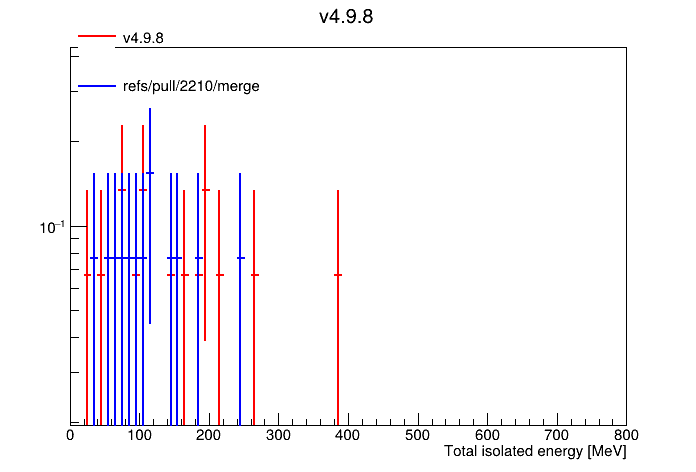 v4.9.8
v4.9.8
refs/pull/2210/merge
10⁻¹
0 100 200 300 400 500 600 700 800
Total isolated energy [MeV]